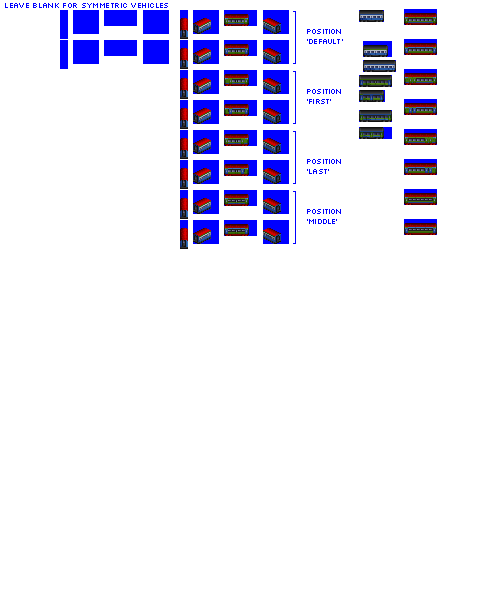 LEAVE BLANK FOR SYMMETRIC VEHICLES
POSITION
'DEFAULT'
POSITION
'FIRST'
POSITION
'LAST'
POSITION
'MIDDLE'